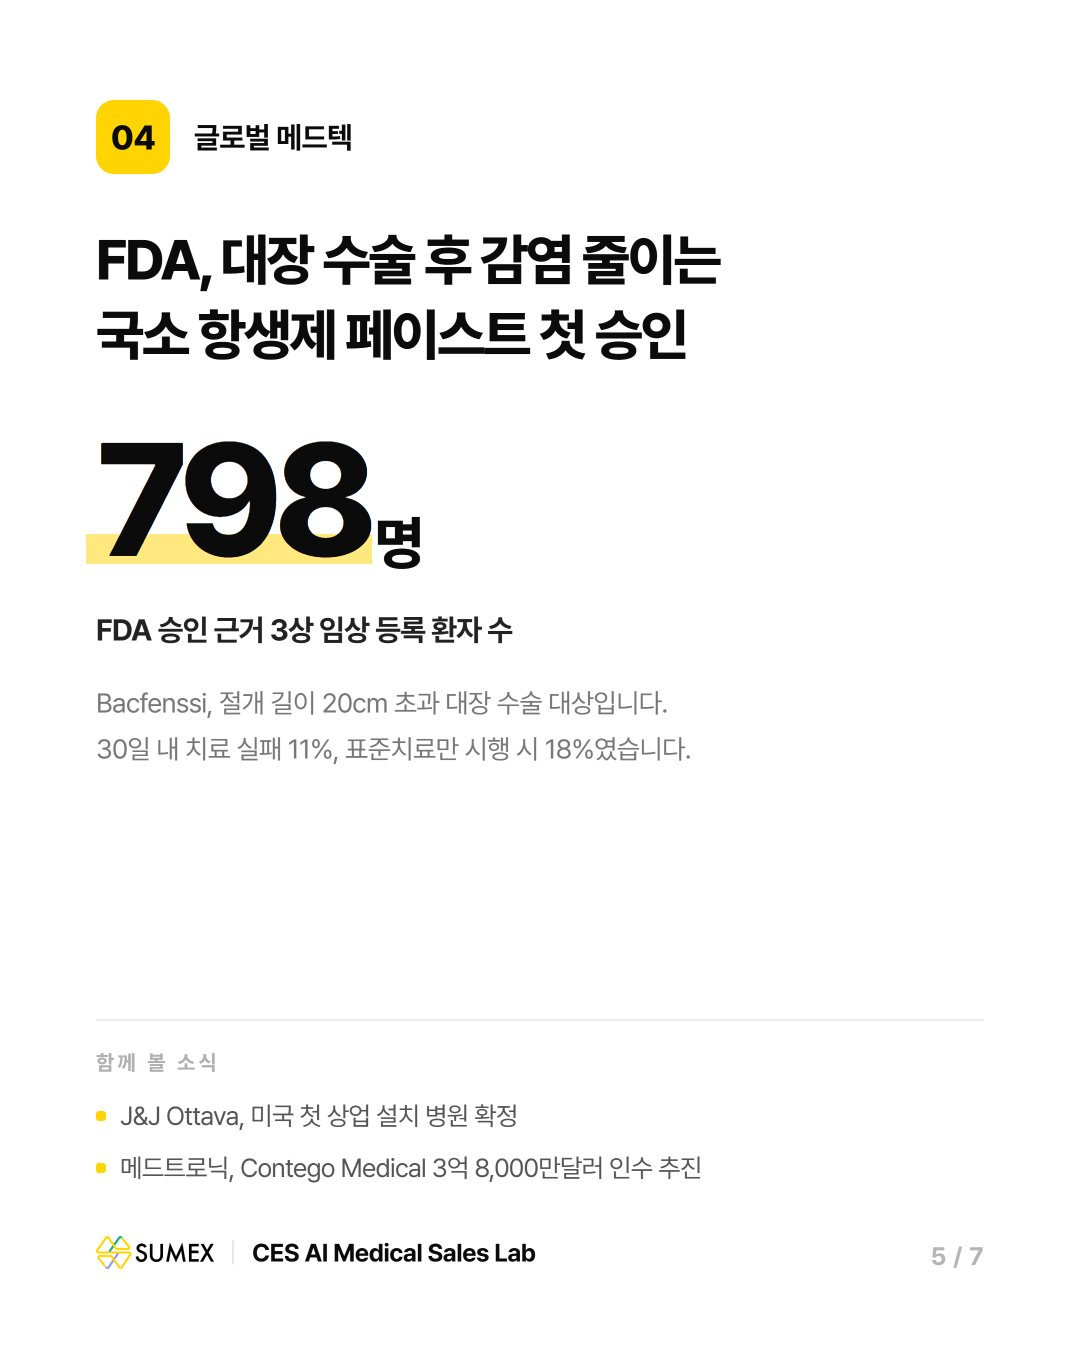 04 글로벌 메드텍
FDA, 대장 수술 후 감염 줄이는
국소 항생제 페이스트 첫 승인
798명
FDA 승인 근거 3상 임상 등록 환자 수
Bacfenssi, 절개 길이 20cm 초과 대장 수술 대상입니다.
30일 내 치료 실패 11%, 표준치료만 시행 시 18%였습니다.
함께 볼 소식
J&J Ottava, 미국 첫 상업 설치 병원 확정
메드트로닉, Contego Medical 3억 8,000만달러 인수 추진
SUMEX | CES AI Medical Sales Lab
5 / 7